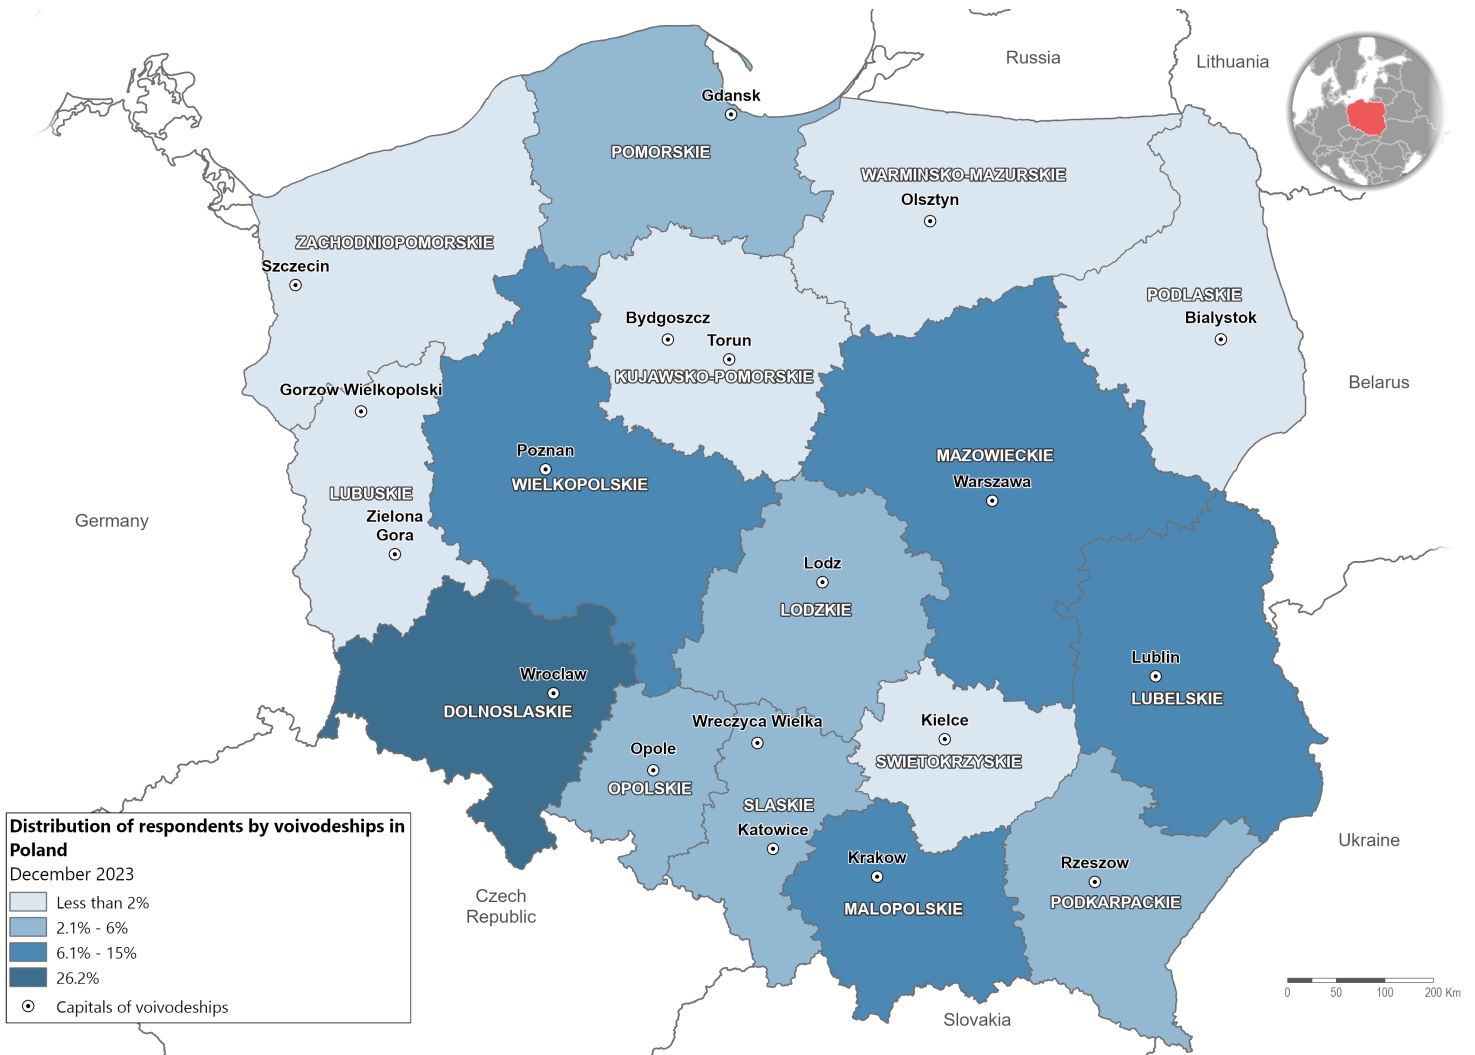 Russia
Lithuania
Gdansk
POMORSKIE
WARMINSKO-MAZURSKIE
Olsztyn
ZACHODNIOPOMORSKIE
Szczecin
PODLASKIE
Bialystok
Bydgoszcz
Torun
KUJAWSKO-POMORSKIE
Gorzow Wielkopolski
Belarus
Poznan
WIELKOPOLSKIE
MAZOWIECKIE
Warszawa
LUBUSKIE
Zielona
Gora
Germany
Lodz
LODZKIE
Wroclaw
DOLNOSLASKIE
Lublin
LUBELSKIE
Wreczyca Wielka
Kielce
SWIETOKRZYSKIE
Opole
OPOLSKIE
SLASKIE
Katowice
Krakow
MALOPOLSKIE
Rzeszow
PODKARPACKIE
Ukraine
Czech
Republic
Slovakia
Distribution of respondents by voivodeships in
Poland
December 2023
Less than 2%
2.1% - 6%
6.1% - 15%
26.2%
Capitals of voivodeships
0 50 100 200 Km